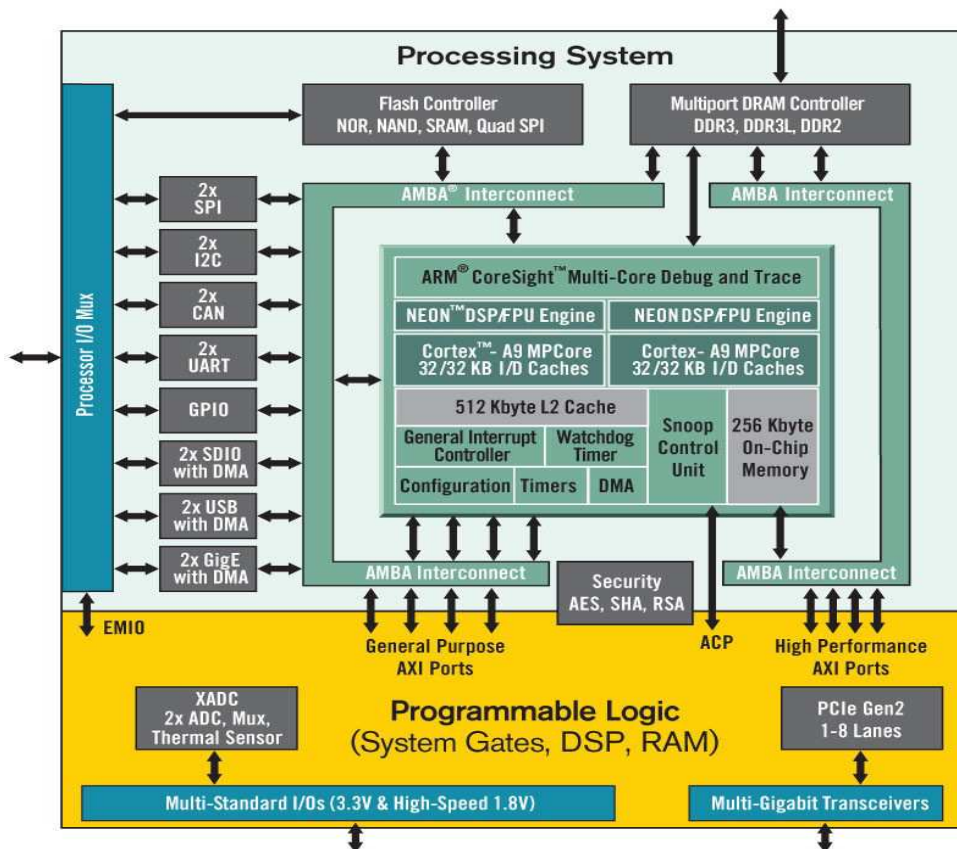 Processing System
Flash Controller
NOR, NAND, SRAM, Quad SPI
Multiport DRAM Controller
DDR3, DDR3L, DDR2
Processor I/O Mux
2x
SPI
2x
I2C
2x
CAN
2x
UART
GPIO
2x SDIO
with DMA
2x USB
with DMA
2x GigE
with DMA
AMBA® Interconnect
AMBA Interconnect
ARM® CoreSight™ Multi-Core Debug and Trace
NEON™ DSP/FPU Engine
NEON DSP/FPU Engine
Cortex™- A9 MPCore
32/32 KB I/D Caches
Cortex- A9 MPCore
32/32 KB I/D Caches
512 Kbyte L2 Cache
General Interrupt
Controller
Watchdog
Timer
Configuration
Timers
DMA
Snoop
Control
Unit
256 Kbyte
On-Chip
Memory
AMBA Interconnect
AMBA Interconnect
Security
AES, SHA, RSA
EMIO
General Purpose
AXI Ports
ACP
High Performance
AXI Ports
XADC
2x ADC, Mux,
Thermal Sensor
Programmable Logic
(System Gates, DSP, RAM)
PCIe Gen2
1-8 Lanes
Multi-Standard I/Os (3.3V & High-Speed 1.8V)
Multi-Gigabit Transceivers